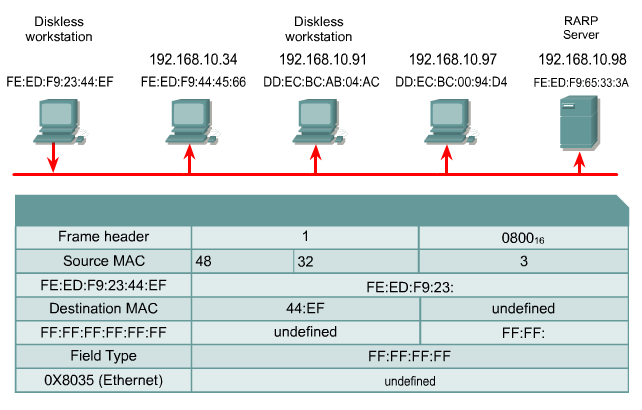 Diskless
workstation
Diskless
workstation
RARP
Server
192.168.10.34
192.168.10.91
192.168.10.97
192.168.10.98
FE:ED:F9:23:44:EF
FE:ED:F9:44:45:66
DD:EC:BC:AB:04:AC
DD:EC:BC:00:94:D4
FE:ED:F9:65:33:3A
Frame header 1 0800₁₆
Source MAC 48 32 3
FE:ED:F9:23:44:EF FE:ED:F9:23:
Destination MAC 44:EF undefined
FF:FF:FF:FF:FF:FF undefined FF:FF:
Field Type FF:FF:FF:FF
0X8035 (Ethernet) undefined